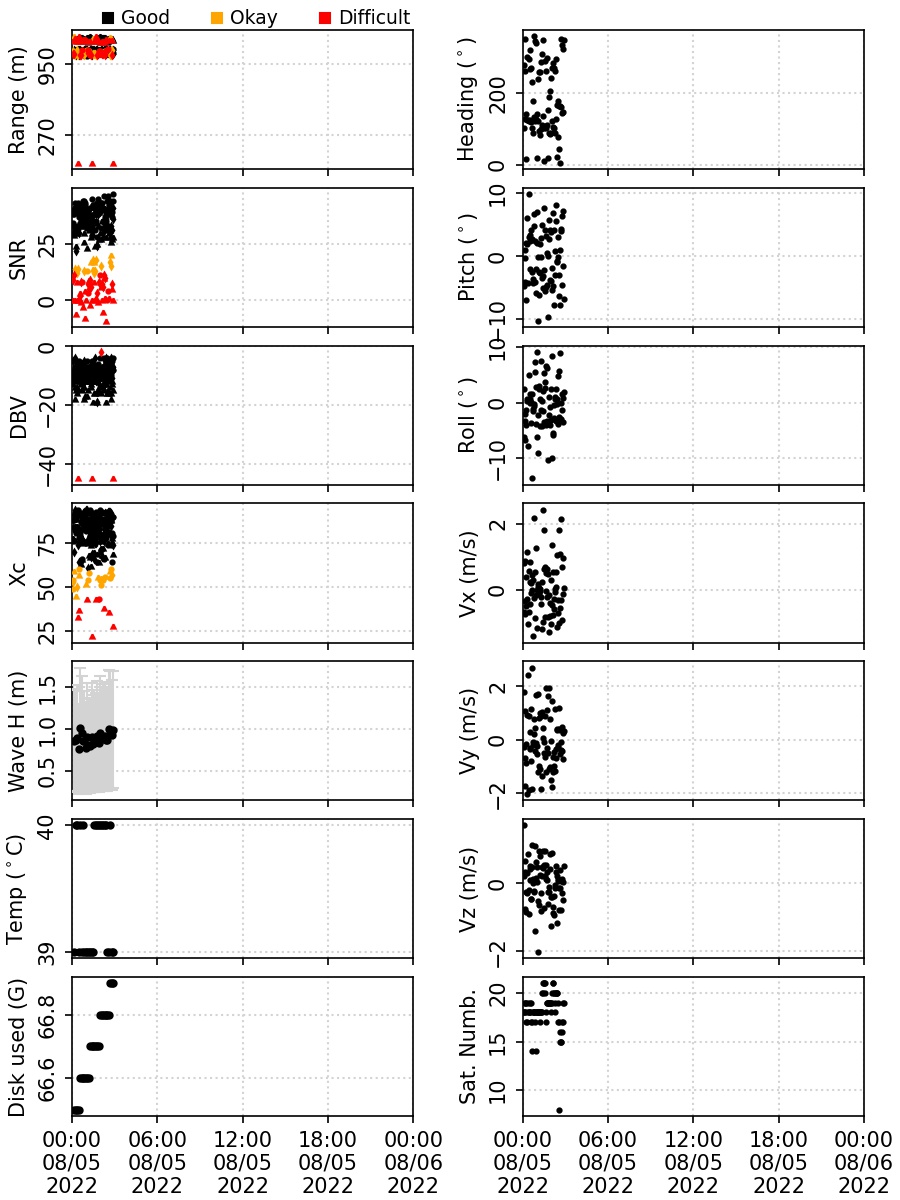 Good Okay Difficult
Range (m)
950
270
Heading (°)
200
0
SNR
25
0
Pitch (°)
10
0
−10
DBV
0
−20
−40
Roll (°)
10
0
−10
Xc
75
50
25
Vx (m/s)
2
0
Wave H (m)
1.5
1.0
0.5
Vy (m/s)
2
0
−2
Temp (°C)
40
39
Vz (m/s)
0
−2
Disk used (G)
66.8
66.6
Sat. Numb.
20
15
10
00:00 06:00 12:00 18:00 00:00
08/05 08/05 08/05 08/05 08/06
2022 2022 2022 2022 2022
00:00 06:00 12:00 18:00 00:00
08/05 08/05 08/05 08/05 08/06
2022 2022 2022 2022 2022